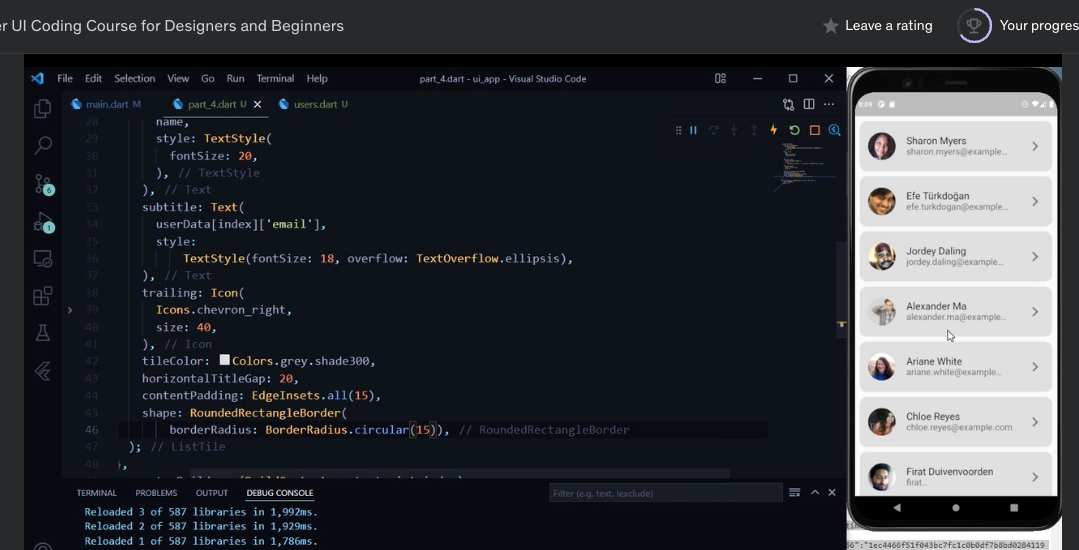 er UI Coding Course for Designers and Beginners
Leave a rating
Your progres
File Edit Selection View Go Run Terminal Help
part_4.dart - ui_app - Visual Studio Code
main.dart M
part_4.dart U
users.dart U
28 name,
29 style: TextStyle(
30 fontSize: 20,
31 ), // TextStyle
32 ), // Text
33 subtitle: Text(
34 userData[index]['email'],
35 style:
36 TextStyle(fontSize: 18, overflow: TextOverflow.ellipsis),
37 ), // Text
38 trailing: Icon(
39 Icons.chevron_right,
40 size: 40,
41 ), // Icon
42 tileColor: Colors.grey.shade300,
43 horizontalTitleGap: 20,
44 contentPadding: EdgeInsets.all(15),
45 shape: RoundedRectangleBorder(
46 borderRadius: BorderRadius.circular(15)), // RoundedRectangleBorder
47 ); // ListTile
48 },
6
1
TERMINAL PROBLEMS OUTPUT DEBUG CONSOLE
Filter (e.g. text, !exclude)
Reloaded 3 of 587 libraries in 1,992ms.
Reloaded 2 of 587 libraries in 1,929ms.
Reloaded 1 of 587 libraries in 1,786ms.
8:09
Sharon Myers
sharon.myers@example...
Efe Türkdoğan
efe.turkdogan@example...
Jordey Daling
jordey.daling@example...
Alexander Ma
alexander.ma@example...
Ariane White
ariane.white@example...
Chloe Reyes
chloe.reyes@example.com
Firat Duivenvoorden
firat...